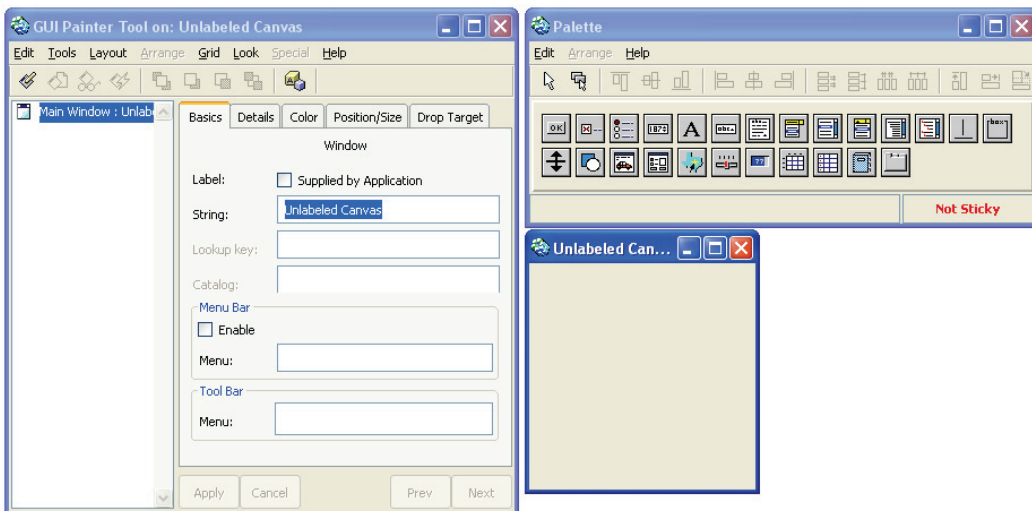 GUI Painter Tool on: Unlabeled Canvas
Edit Tools Layout Arrange Grid Look Special Help
Main Window : Unlab
Basics Details Color Position/Size Drop Target
Window
Label: Supplied by Application
String: Unlabeled Canvas
Lookup key:
Catalog:
Menu Bar
Enable
Menu:
Tool Bar
Menu:
Apply Cancel Prev Next
Palette
Edit Arrange Help
OK A
Not Sticky
Unlabeled Can...